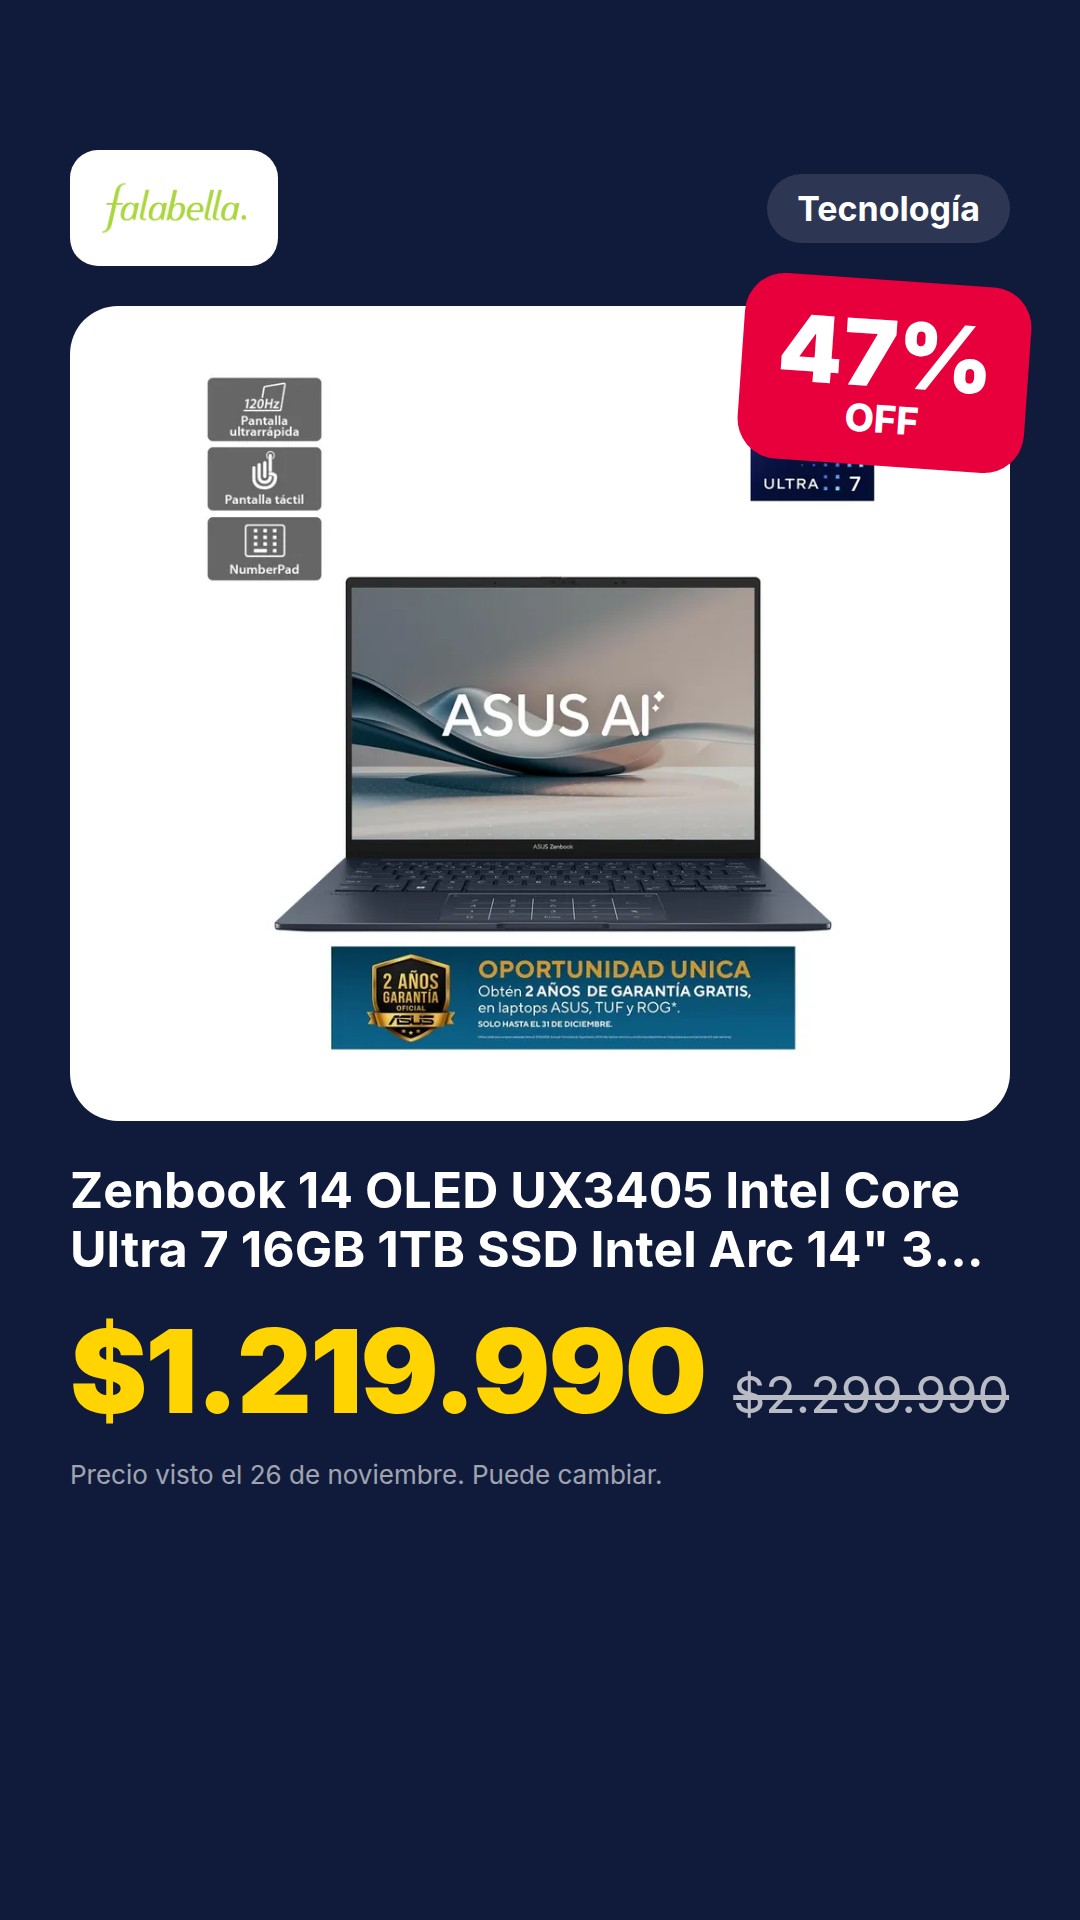 falabella.
Tecnología
47%
OFF
120Hz
Pantalla
ultrarrápida
Pantalla táctil
NumberPad
ULTRA 7
ASUS AI
ASUS Zenbook
2 AÑOS
GARANTÍA
OFICIAL
ASUS
OPORTUNIDAD UNICA
Obtén 2 AÑOS DE GARANTÍA GRATIS,
en laptops ASUS, TUF y ROG*.
SOLO HASTA EL 31 DE DICIEMBRE.
Zenbook 14 OLED UX3405 Intel Core
Ultra 7 16GB 1TB SSD Intel Arc 14" 3...
$1.219.990 $2.299.990
Precio visto el 26 de noviembre. Puede cambiar.